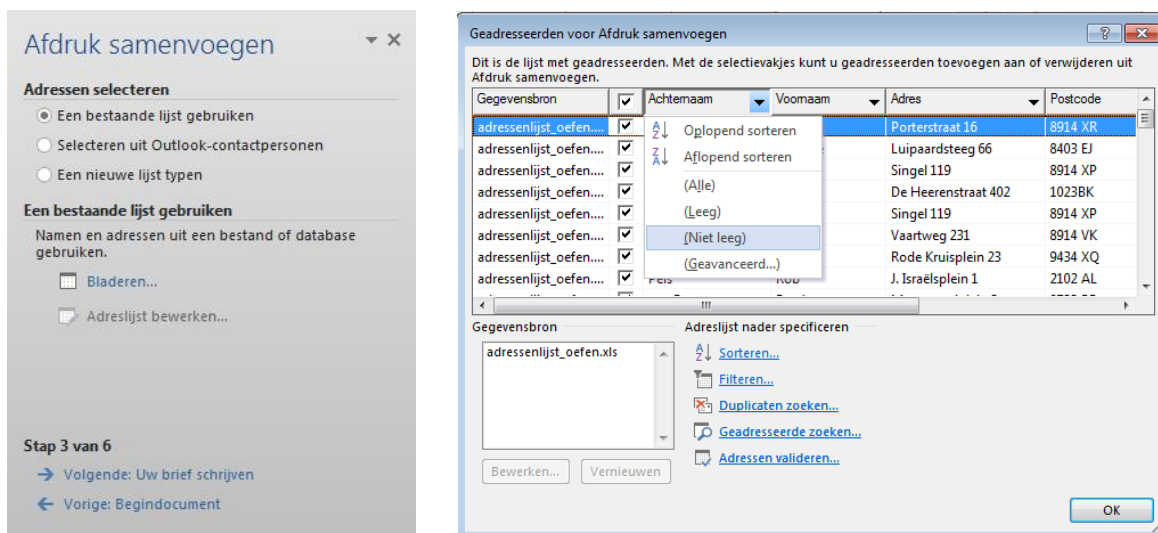 Afdruk samenvoegen
Adressen selecteren
Een bestaande lijst gebruiken
Selecteren uit Outlook-contactpersonen
Een nieuwe lijst typen
Een bestaande lijst gebruiken
Namen en adressen uit een bestand of database
gebruiken.
Bladeren...
Adreslijst bewerken...
Stap 3 van 6
Volgende: Uw brief schrijven
Vorige: Begindocument
Geadresseerden voor Afdruk samenvoegen
Dit is de lijst met geadresseerden. Met de selectievakjes kunt u geadresseerden toevoegen aan of verwijderen uit
Afdruk samenvoegen.
Gegevensbron Achternaam Voornaam Adres Postcode
adressenlijst_oefen.... Porterstraat 16 8914 XR
adressenlijst_oefen.... Luipaardsteeg 66 8403 EJ
adressenlijst_oefen.... Singel 119 8914 XP
adressenlijst_oefen.... De Heerenstraat 402 1023BK
adressenlijst_oefen.... Singel 119 8914 XP
adressenlijst_oefen.... Vaartweg 231 8914 VK
adressenlijst_oefen.... Rode Kruisplein 23 9434 XQ
adressenlijst_oefen.... J. Israëlsplein 1 2102 AL
Oplopend sorteren
Aflopend sorteren
(Alle)
(Leeg)
(Niet leeg)
(Geavanceerd...)
Gegevensbron
adressenlijst_oefen.xls
Bewerken... Vernieuwen
Adreslijst nader specificeren
Sorteren...
Filteren...
Duplicaten zoeken...
Geadresseerde zoeken...
Adressen valideren...
OK